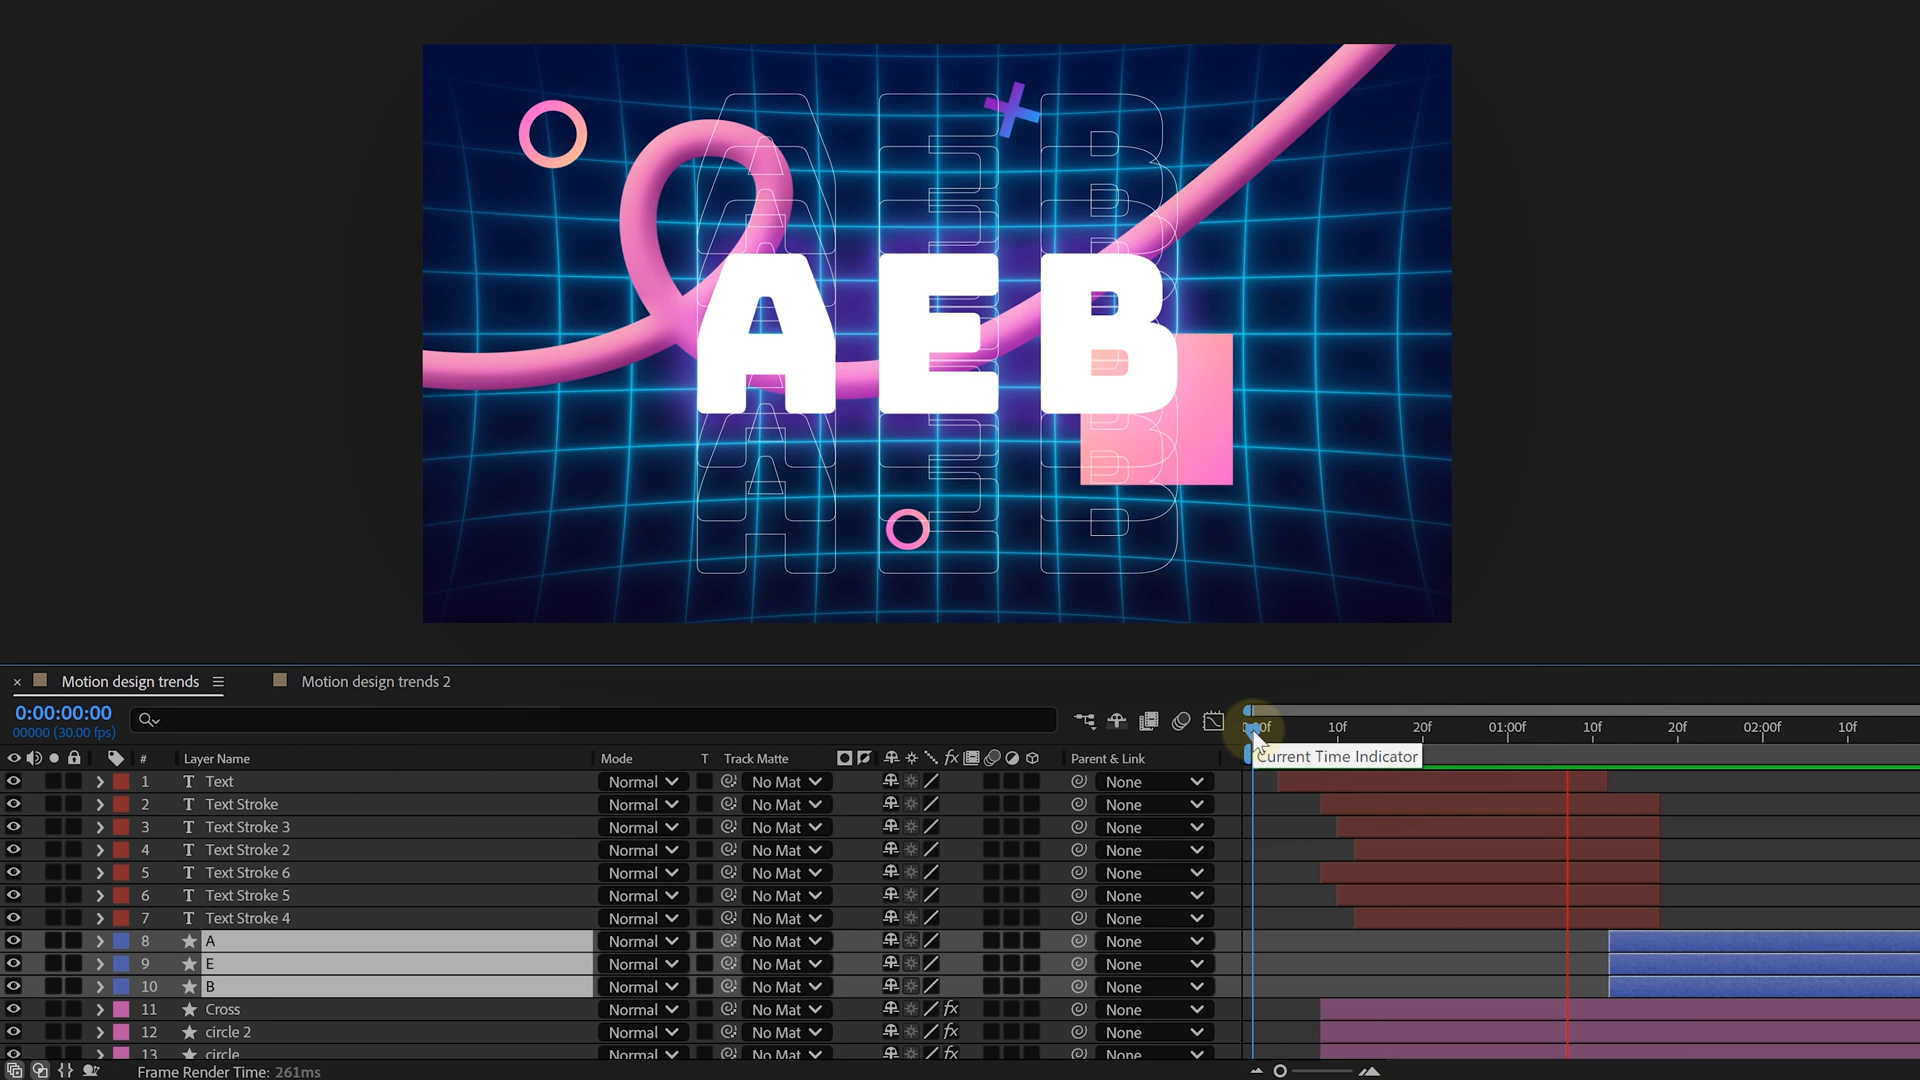 AEB
Motion design trends
Motion design trends 2
0:00:00:00
00000 (30.00 fps)
10f 20f 01:00f 10f 20f 02:00f 10f
Current Time Indicator
# Layer Name Mode T Track Matte fx Parent & Link
1 T Text Normal No Mat None
2 T Text Stroke Normal No Mat None
3 T Text Stroke 3 Normal No Mat None
4 T Text Stroke 2 Normal No Mat None
5 T Text Stroke 6 Normal No Mat None
6 T Text Stroke 5 Normal No Mat None
7 T Text Stroke 4 Normal No Mat None
8 A Normal No Mat None
9 E Normal No Mat None
10 B Normal No Mat None
11 Cross Normal No Mat fx None
12 circle 2 Normal No Mat fx None
13 circle Normal No Mat fx None
Frame Render Time: 261ms